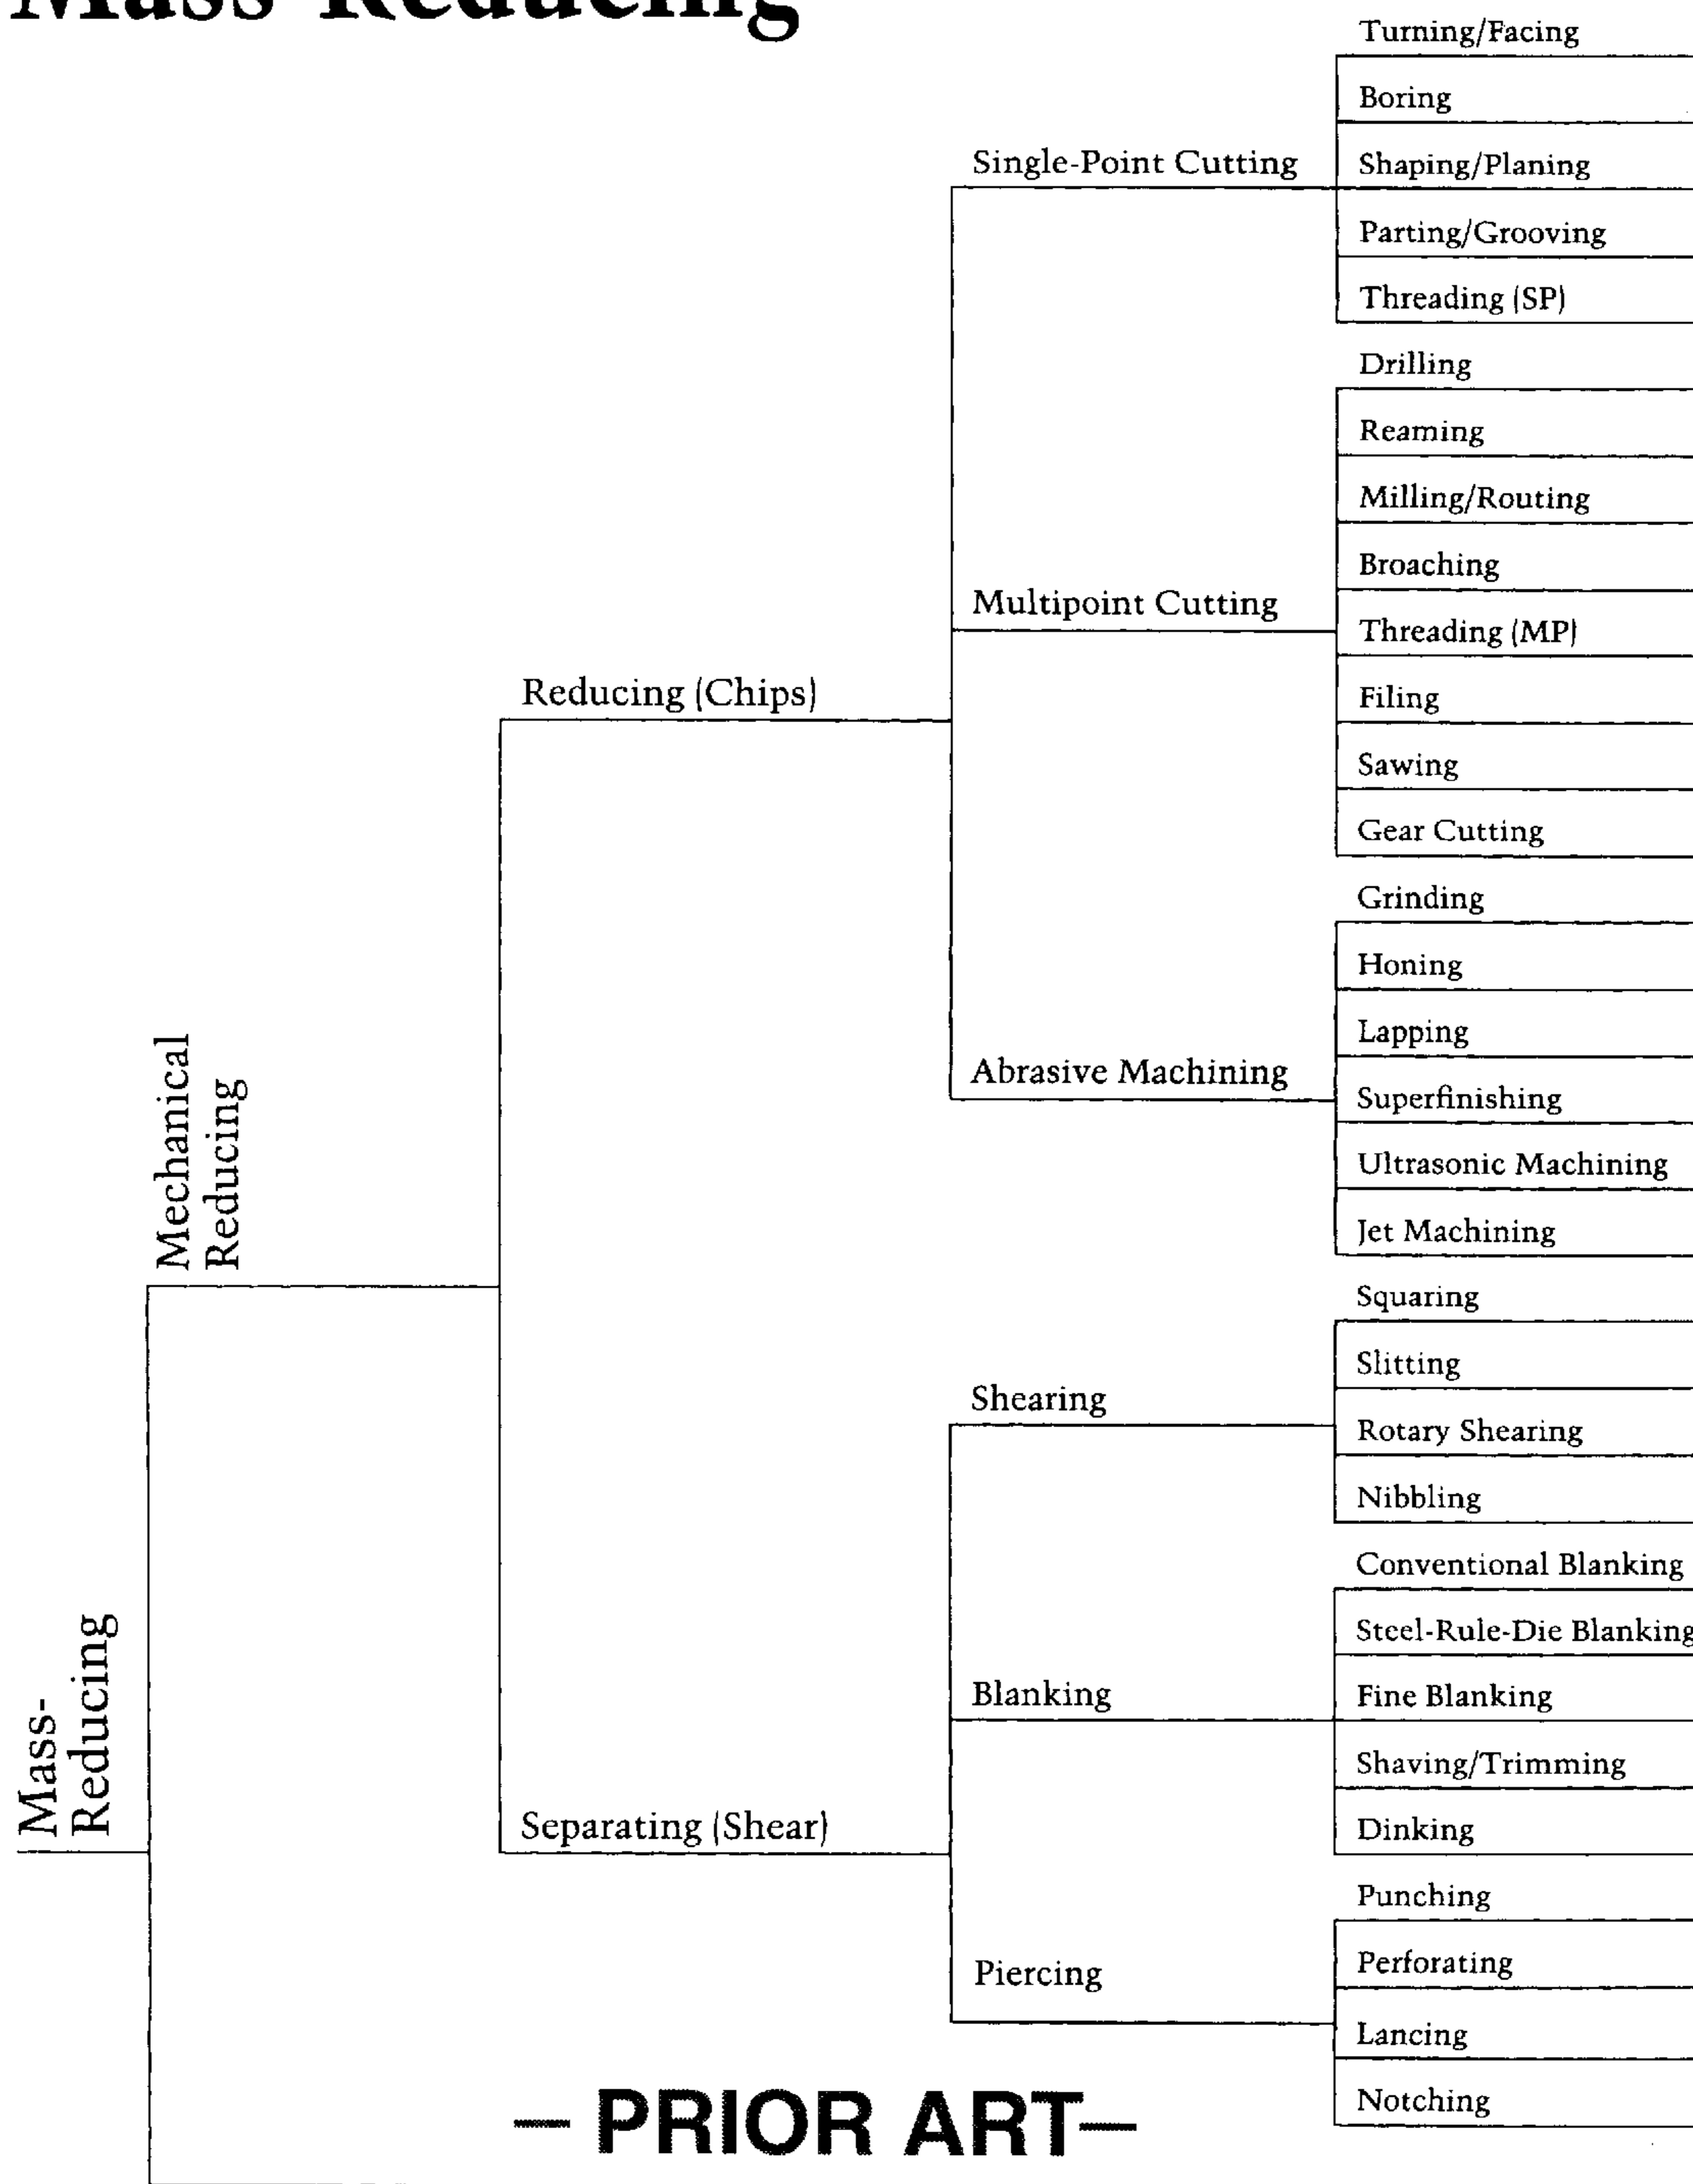 Mass-Reducing
Turning/Facing
Boring
Single-Point Cutting
Shaping/Planing
Parting/Grooving
Threading (SP)
Drilling
Reaming
Milling/Routing
Broaching
Multipoint Cutting
Threading (MP)
Reducing (Chips)
Filing
Sawing
Gear Cutting
Grinding
Honing
Lapping
Abrasive Machining
Superfinishing
Ultrasonic Machining
Jet Machining
Mechanical
Reducing
Squaring
Slitting
Shearing
Rotary Shearing
Nibbling
Conventional Blanking
Steel-Rule-Die Blanking
Blanking
Fine Blanking
Shaving/Trimming
Mass-
Reducing
Separating (Shear)
Dinking
Punching
Perforating
Piercing
Lancing
Notching
– PRIOR ART–